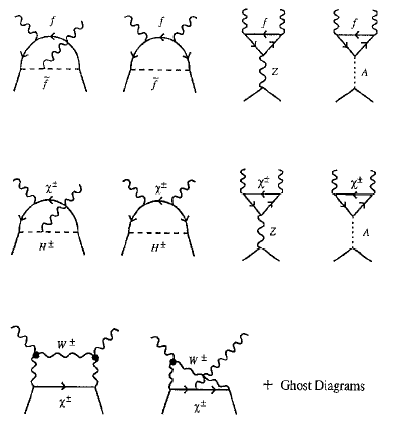 f f f f
f̃ f̃ Z A
χ± χ± χ± χ±
H± H± Z A
W± W±
χ± χ± + Ghost Diagrams